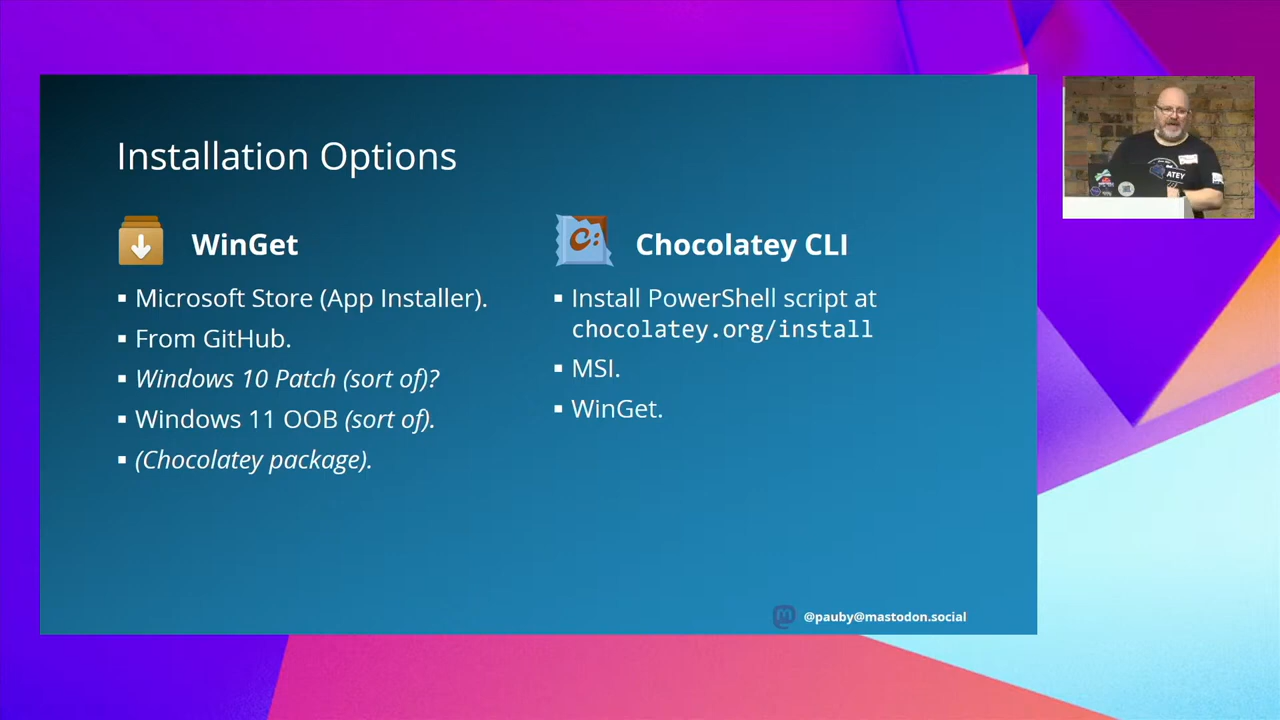 Installation Options
WinGet
▪ Microsoft Store (App Installer).
▪ From GitHub.
▪ Windows 10 Patch (sort of)?
▪ Windows 11 OOB (sort of).
▪ (Chocolatey package).
Chocolatey CLI
▪ Install PowerShell script at
chocolatey.org/install
▪ MSI.
▪ WinGet.
@pauby@mastodon.social
ATEY